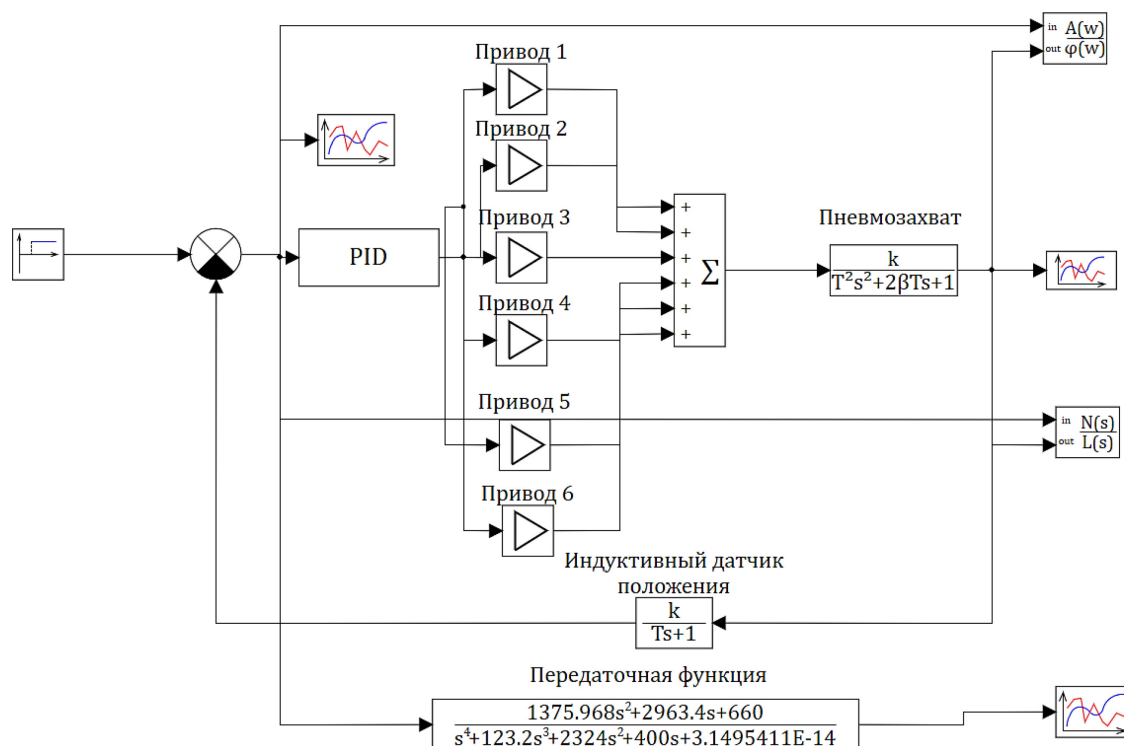 in A(w)
out φ(w)
Привод 1
Привод 2
Привод 3
PID
+
+
+
+
+
+
Σ
Пневмозахват
k
T²s²+2βTs+1
Привод 4
Привод 5
in N(s)
out L(s)
Привод 6
Индуктивный датчик
положения
k
Ts+1
Передаточная функция
1375.968s²+2963.4s+660
s⁴+123.2s³+2324s²+400s+3.1495411E-14